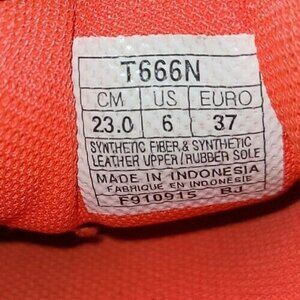 T666N
CM US EURO
23.0 6 37
SYNTHETIC FIBER & SYNTHETIC
LEATHER UPPER/RUBBER SOLE
MADE IN INDONESIA
FABRIQUE EN INDONESIE
F910915 BJ